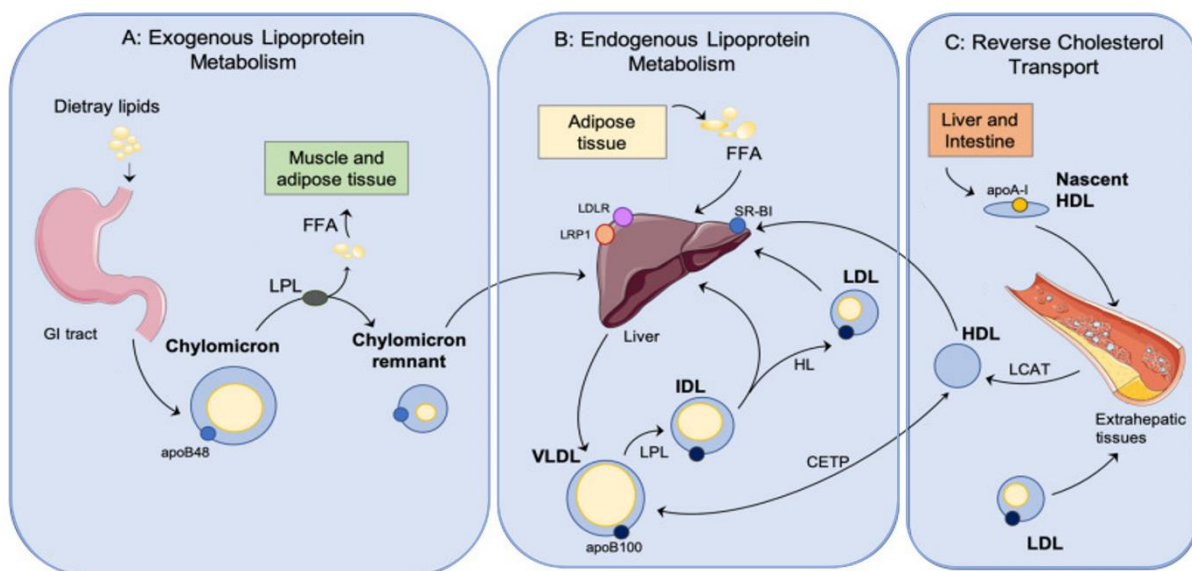 A: Exogenous Lipoprotein
Metabolism
Dietray lipids
Muscle and
adipose tissue
FFA
LPL
GI tract
Chylomicron
Chylomicron
remnant
apoB48
B: Endogenous Lipoprotein
Metabolism
Adipose
tissue
FFA
LDLR
LRP1
SR-BI
LDL
Liver
HL
IDL
VLDL
LPL
CETP
apoB100
C: Reverse Cholesterol
Transport
Liver and
Intestine
apoA-I
Nascent
HDL
HDL
LCAT
Extrahepatic
tissues
LDL